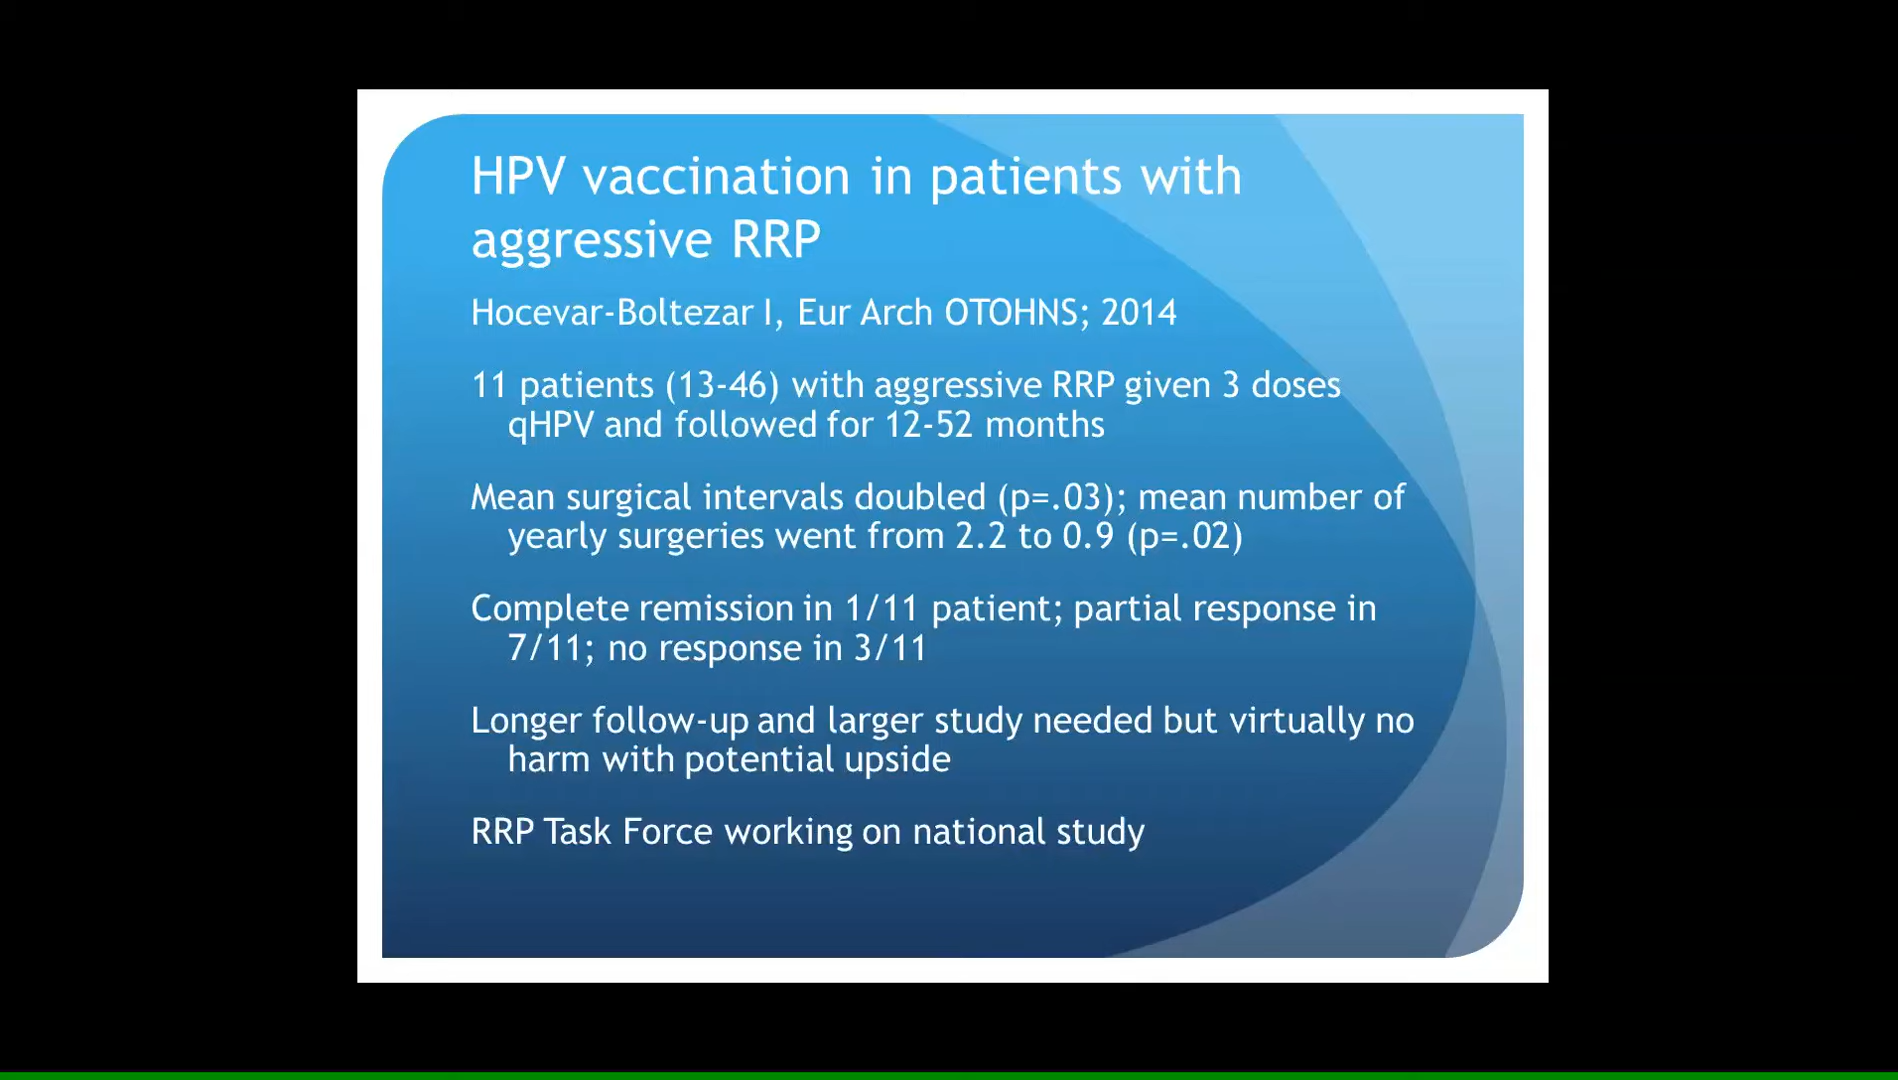 HPV vaccination in patients with
aggressive RRP
Hocevar-Boltezar I, Eur Arch OTOHNS; 2014
11 patients (13-46) with aggressive RRP given 3 doses
qHPV and followed for 12-52 months
Mean surgical intervals doubled (p=.03); mean number of
yearly surgeries went from 2.2 to 0.9 (p=.02)
Complete remission in 1/11 patient; partial response in
7/11; no response in 3/11
Longer follow-up and larger study needed but virtually no
harm with potential upside
RRP Task Force working on national study